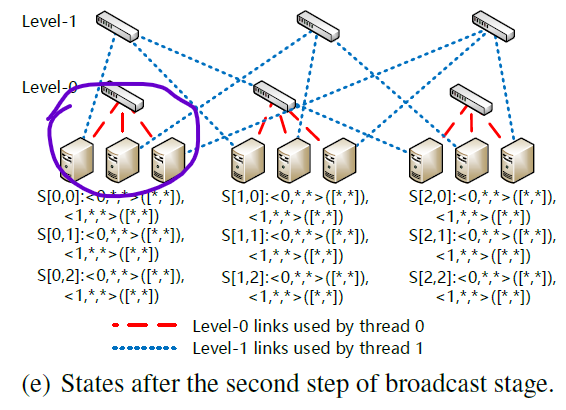 Level-1
Level-0
S[0,0]:<0,*,*>([*,*]), S[1,0]:<0,*,*>([*,*]), S[2,0]:<0,*,*>([*,*]),
<1,*,*>([*,*]) <1,*,*>([*,*]) <1,*,*>([*,*])
S[0,1]:<0,*,*>([*,*]), S[1,1]:<0,*,*>([*,*]), S[2,1]:<0,*,*>([*,*]),
<1,*,*>([*,*]) <1,*,*>([*,*]) <1,*,*>([*,*])
S[0,2]:<0,*,*>([*,*]), S[1,2]:<0,*,*>([*,*]), S[2,2]:<0,*,*>([*,*]),
<1,*,*>([*,*]) <1,*,*>([*,*]) <1,*,*>([*,*])
Level-0 links used by thread 0
Level-1 links used by thread 1
(e) States after the second step of broadcast stage.